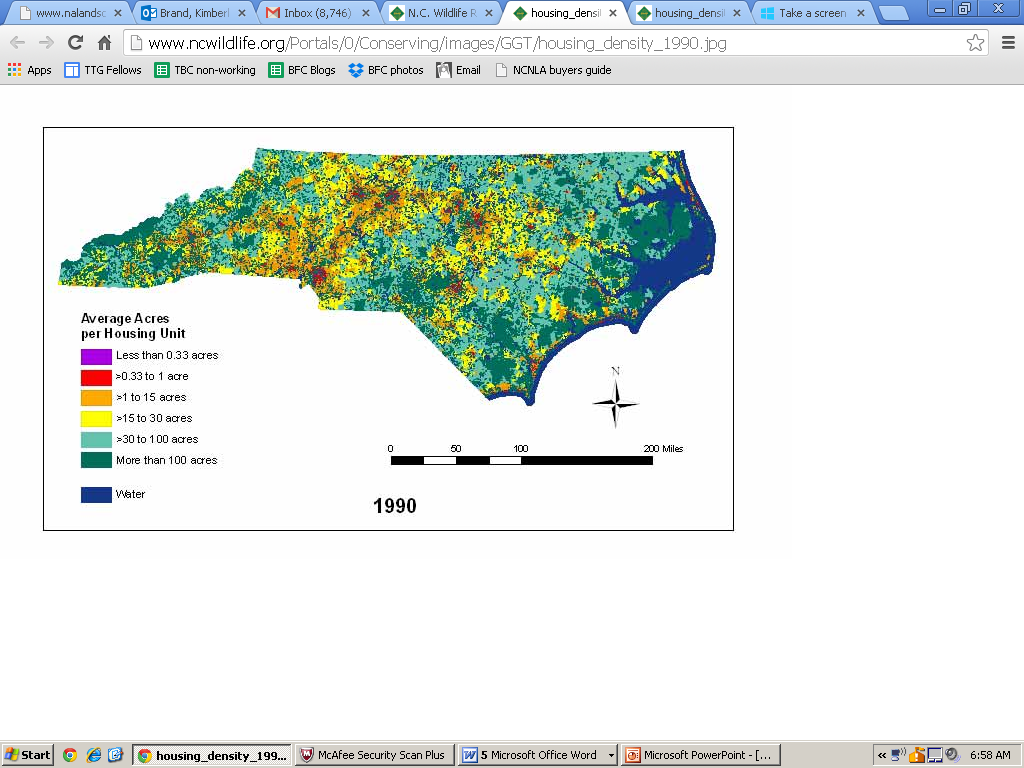 www.nalandsc
Brand, Kimberl
Inbox (8,746)
N.C. Wildlife R
housing_densit
housing_densit
Take a screen
www.ncwildlife.org/Portals/0/Conserving/images/GGT/housing_density_1990.jpg
Apps
TTG Fellows
TBC non-working
BFC Blogs
BFC photos
Email
NCNLA buyers guide
Average Acres
per Housing Unit
Less than 0.33 acres
>0.33 to 1 acre
>1 to 15 acres
>15 to 30 acres
>30 to 100 acres
More than 100 acres
Water
N
0 50 100 200 Miles
1990
Start
housing_density_199...
McAfee Security Scan Plus
5 Microsoft Office Word
Microsoft PowerPoint - [...
6:58 AM